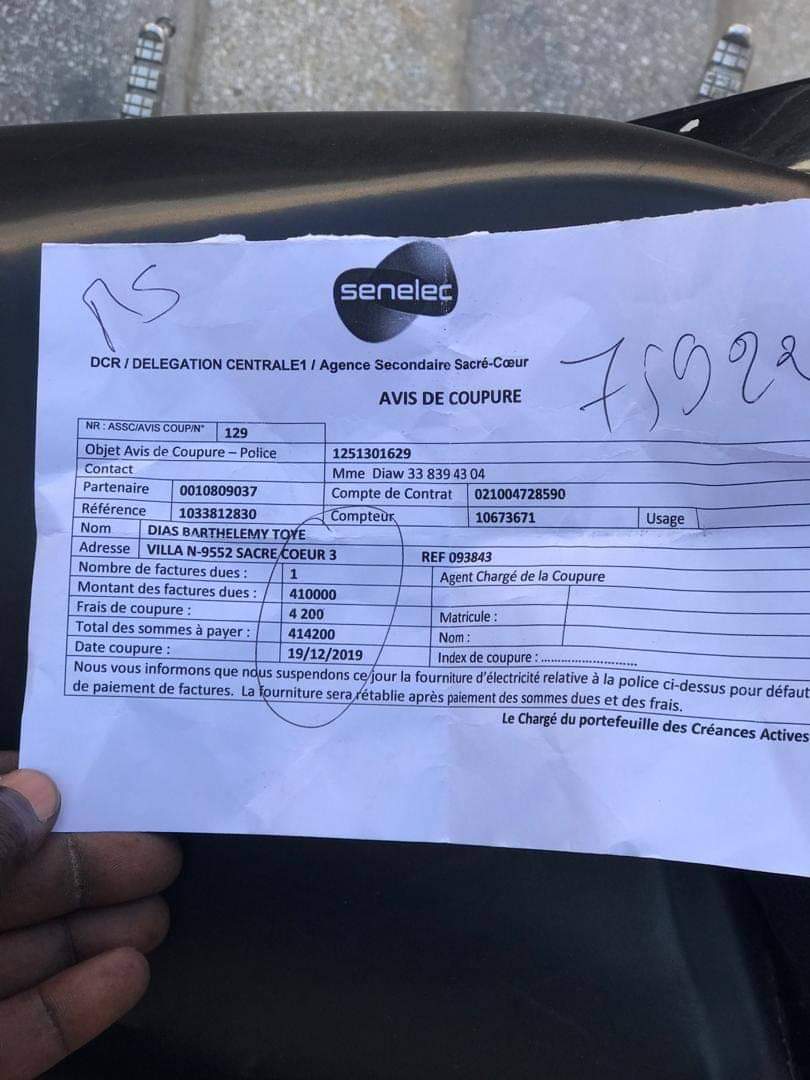 senelec
DCR / DELEGATION CENTRALE1 / Agence Secondaire Sacré-Cœur
AVIS DE COUPURE
NR : ASSC/AVIS COUP/N° 129
Objet Avis de Coupure – Police 1251301629
Contact Mme Diaw 33 839 43 04
Partenaire 0010809037 Compte de Contrat 021004728590
Référence 1033812830 Compteur 10673671 Usage
Nom DIAS BARTHELEMY TOYE
Adresse VILLA N-9552 SACRE COEUR 3 REF 093843
Nombre de factures dues : 1 Agent Chargé de la Coupure
Montant des factures dues : 410000
Frais de coupure : 4 200 Matricule :
Total des sommes à payer : 414200 Nom :
Date coupure : 19/12/2019 Index de coupure : ..........................
Nous vous informons que nous suspendons ce jour la fourniture d'électricité relative à la police ci-dessus pour défaut
de paiement de factures. La fourniture sera rétablie après paiement des sommes dues et des frais.
Le Chargé du portefeuille des Créances Actives